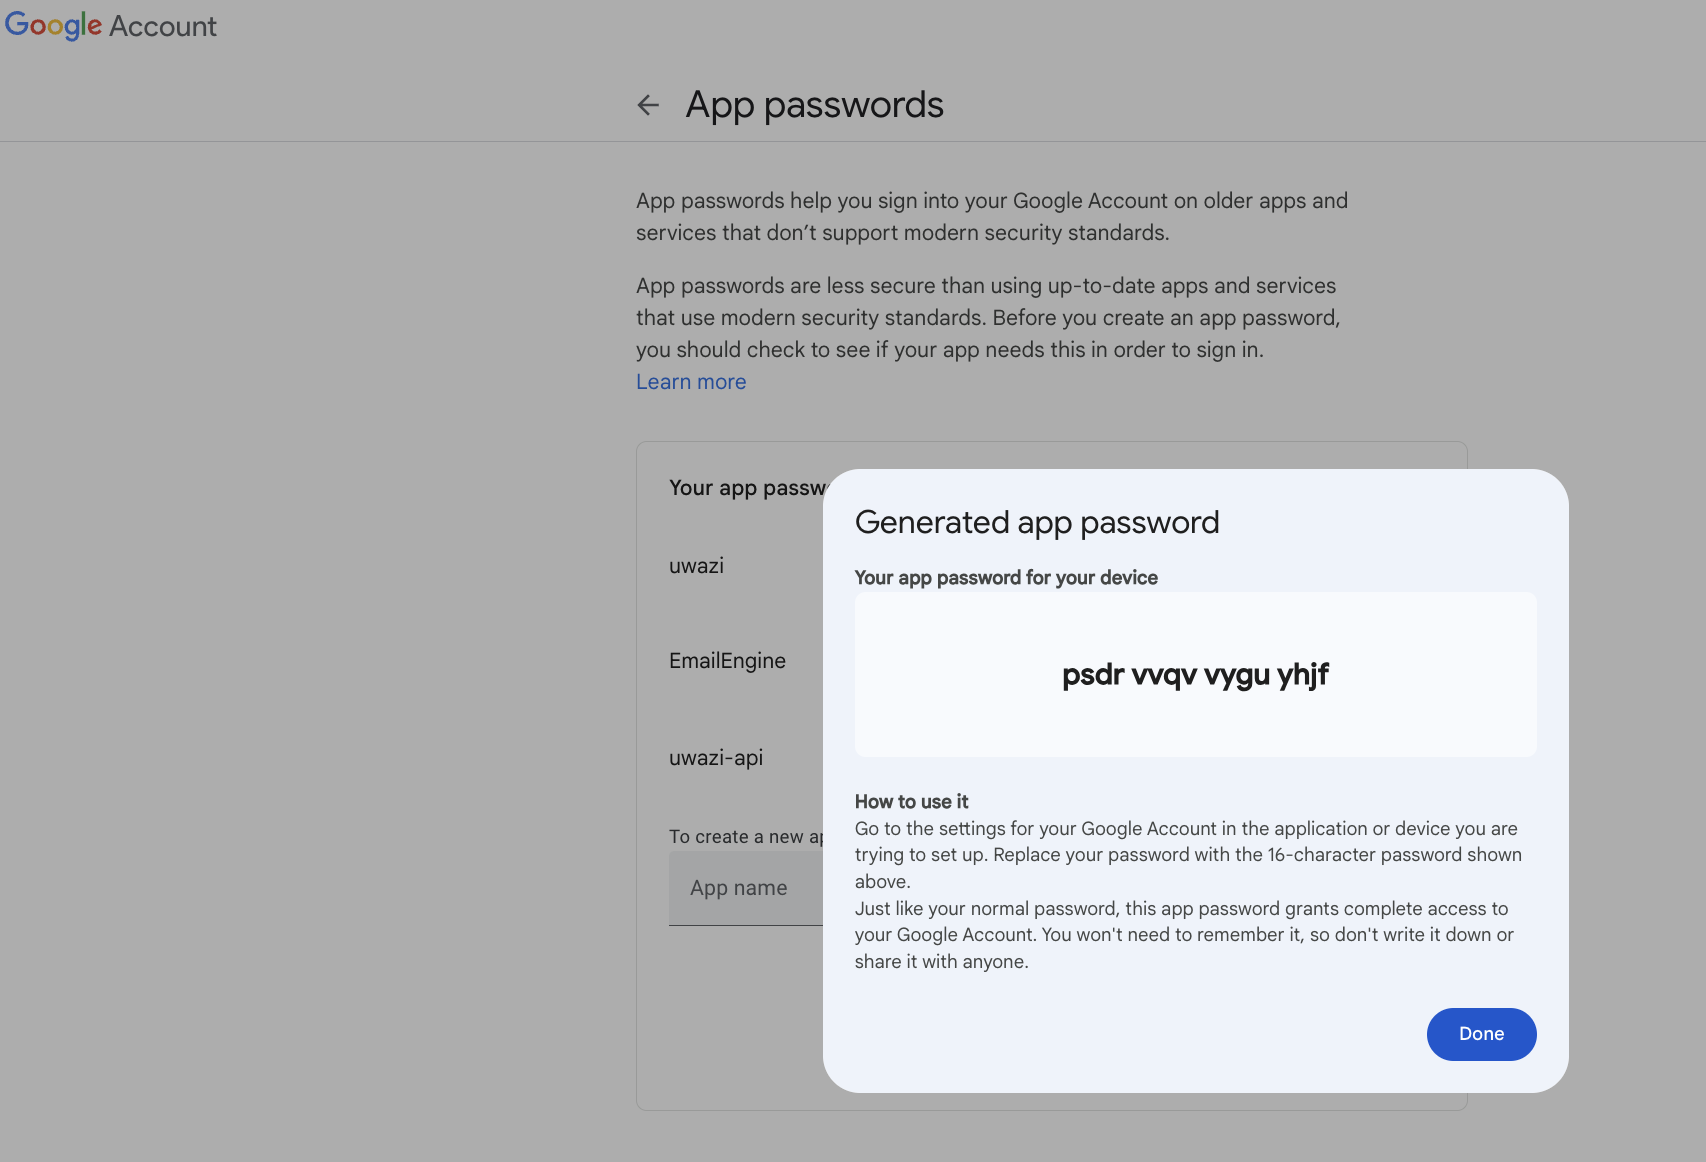 Google Account
App passwords
App passwords help you sign into your Google Account on older apps and
services that don’t support modern security standards.
App passwords are less secure than using up-to-date apps and services
that use modern security standards. Before you create an app password,
you should check to see if your app needs this in order to sign in.
Learn more
Your app passw
uwazi
EmailEngine
uwazi-api
To create a new ap
App name
Generated app password
Your app password for your device
psdr vvqv vygu yhjf
How to use it
Go to the settings for your Google Account in the application or device you are
trying to set up. Replace your password with the 16-character password shown
above.
Just like your normal password, this app password grants complete access to
your Google Account. You won't need to remember it, so don't write it down or
share it with anyone.
Done